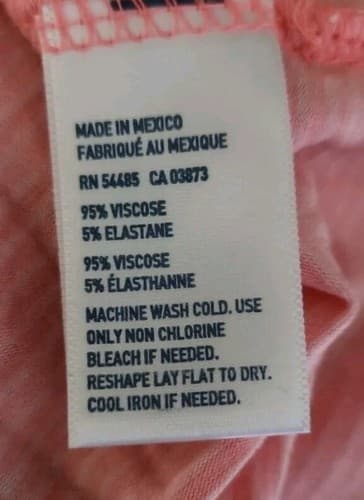 MADE IN MEXICO
FABRIQUÉ AU MEXIQUE
RN 54485 CA 03873
95% VISCOSE
5% ELASTANE
95% VISCOSE
5% ÉLASTHANNE
MACHINE WASH COLD. USE
ONLY NON CHLORINE
BLEACH IF NEEDED.
RESHAPE LAY FLAT TO DRY.
COOL IRON IF NEEDED.